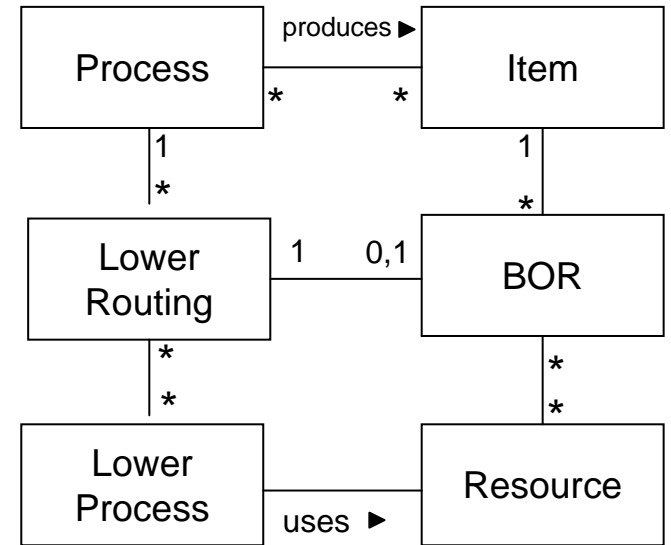 produces ►
Process
Item
*
*
1
1
*
*
Lower
Routing
1
0,1
BOR
*
*
*
*
Lower
Process
Resource
uses ►